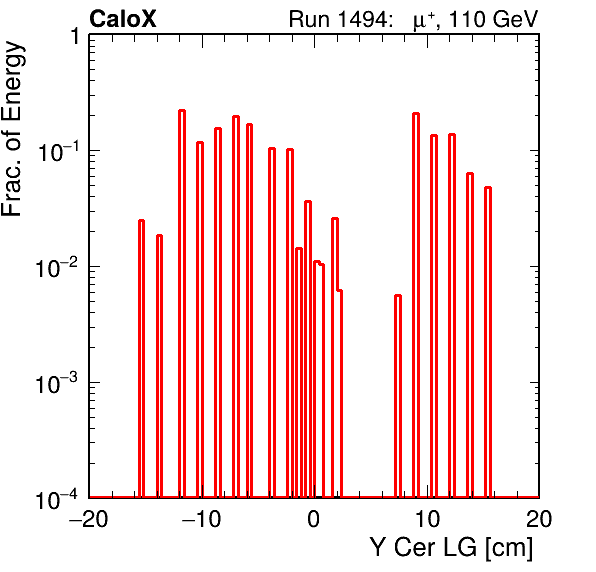 CaloX Run 1494: μ⁺, 110 GeV
Frac. of Energy
1
10⁻¹
10⁻²
10⁻³
10⁻⁴
−20 −10 0 10 20
Y Cer LG [cm]